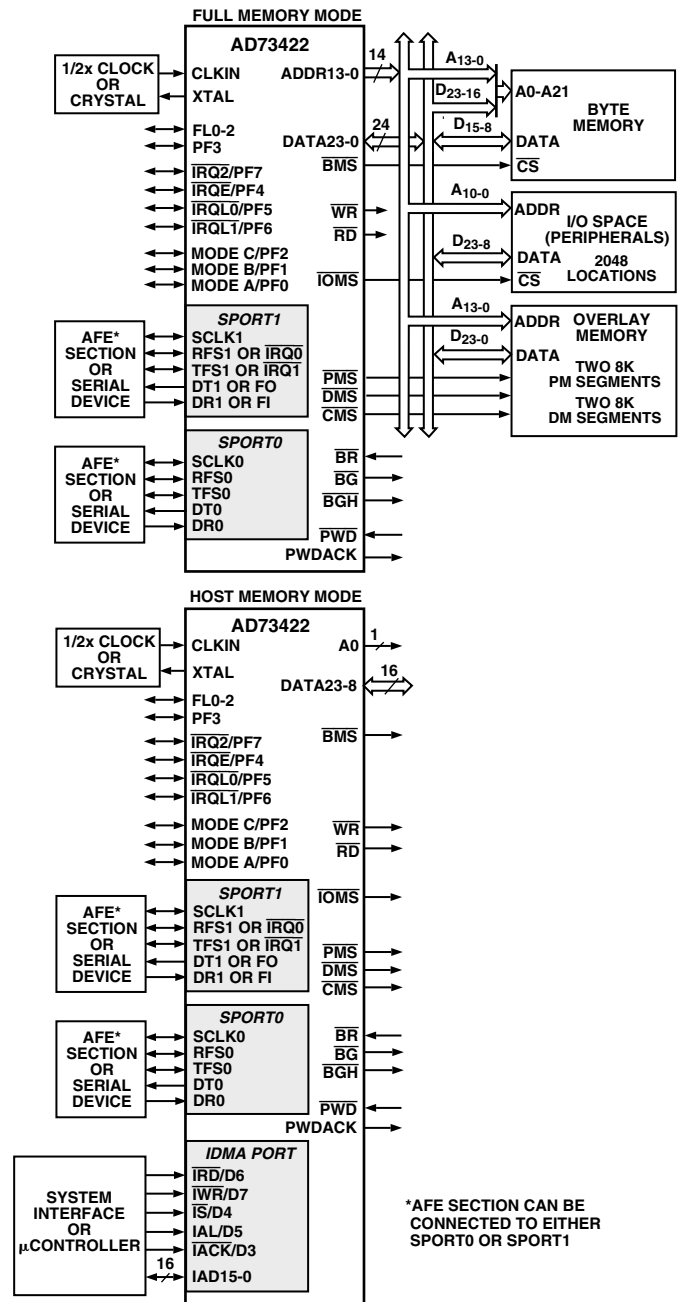 FULL MEMORY MODE
AD73422
1/2x CLOCK
OR
CRYSTAL
CLKIN
XTAL
FL0-2
PF3
IRQ2/PF7
IRQE/PF4
IRQL0/PF5
IRQL1/PF6
MODE C/PF2
MODE B/PF1
MODE A/PF0
AFE*
SECTION
OR
SERIAL
DEVICE
SPORT1
SCLK1
RFS1 OR IRQ0
TFS1 OR IRQ1
DT1 OR FO
DR1 OR FI
AFE*
SECTION
OR
SERIAL
DEVICE
SPORT0
SCLK0
RFS0
TFS0
DT0
DR0
ADDR13-0
14
DATA23-0
24
BMS
WR
RD
IOMS
PMS
DMS
CMS
BR
BG
BGH
PWD
PWDACK
A13-0
D23-16
D15-8
A0-A21
BYTE
MEMORY
DATA
CS
A10-0
D23-8
ADDR
I/O SPACE
(PERIPHERALS)
DATA
2048
LOCATIONS
CS
A13-0
D23-0
ADDR
OVERLAY
MEMORY
DATA
TWO 8K
PM SEGMENTS
TWO 8K
DM SEGMENTS
HOST MEMORY MODE
AD73422
1/2x CLOCK
OR
CRYSTAL
CLKIN
XTAL
FL0-2
PF3
IRQ2/PF7
IRQE/PF4
IRQL0/PF5
IRQL1/PF6
MODE C/PF2
MODE B/PF1
MODE A/PF0
AFE*
SECTION
OR
SERIAL
DEVICE
SPORT1
SCLK1
RFS1 OR IRQ0
TFS1 OR IRQ1
DT1 OR FO
DR1 OR FI
AFE*
SECTION
OR
SERIAL
DEVICE
SPORT0
SCLK0
RFS0
TFS0
DT0
DR0
SYSTEM
INTERFACE
OR
μCONTROLLER
16
IDMA PORT
IRD/D6
IWR/D7
IS/D4
IAL/D5
IACK/D3
IAD15-0
A0
1
DATA23-8
16
BMS
WR
RD
IOMS
PMS
DMS
CMS
BR
BG
BGH
PWD
PWDACK
*AFE SECTION CAN BE
CONNECTED TO EITHER
SPORT0 OR SPORT1